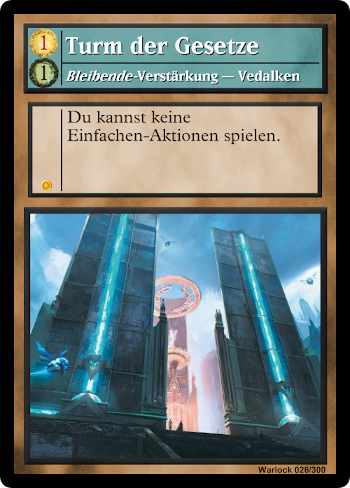 1 Turm der Gesetze
1 Bleibende-Verstärkung — Vedalken
Du kannst keine
Einfachen-Aktionen spielen.
Warlock 026/300